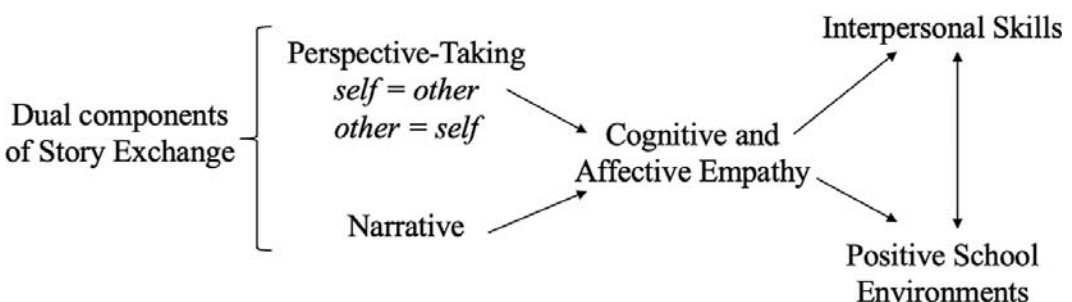 Dual components
of Story Exchange
Perspective-Taking
self = other
other = self
Narrative
Cognitive and
Affective Empathy
Interpersonal Skills
Positive School
Environments